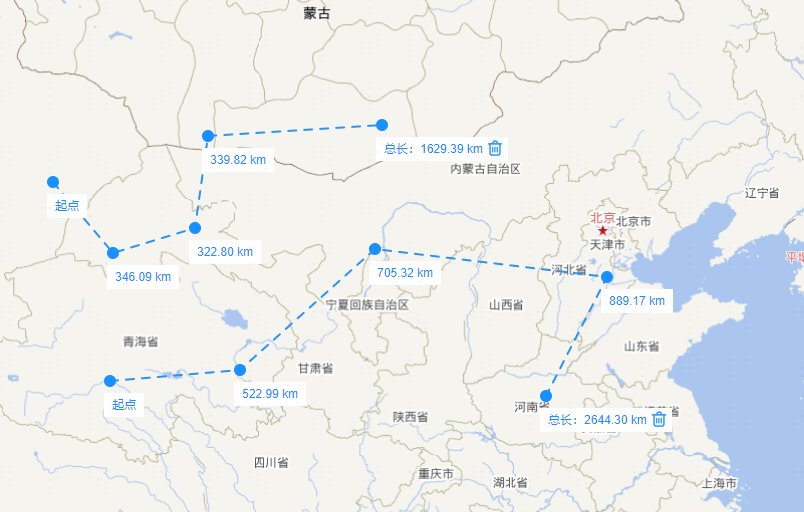 蒙古
339.82 km
总长：1629.39 km
内蒙古自治区
辽宁省
起点
北京
北京市
322.80 km
天津市
346.09 km
705.32 km
河北省
889.17 km
宁夏回族自治区
山西省
青海省
山东省
甘肃省
522.99 km
起点
河南省
陕西省
总长：2644.30 km
四川省
重庆市
湖北省
上海市